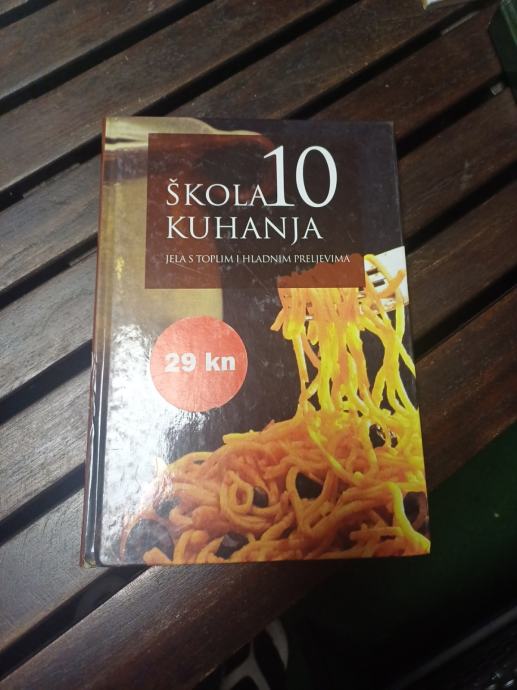 ŠKOLA 10
KUHANJA
JELA S TOPLIM I HLADNIM PRELJEVIMA
29 kn